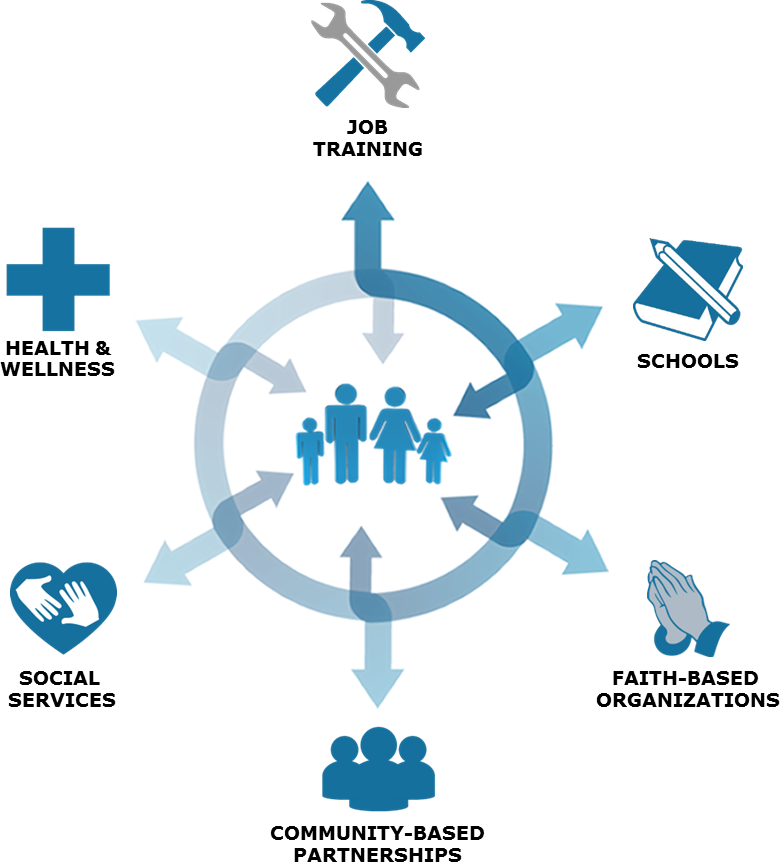 JOB
TRAINING
HEALTH &
WELLNESS
SCHOOLS
SOCIAL
SERVICES
FAITH-BASED
ORGANIZATIONS
COMMUNITY-BASED
PARTNERSHIPS